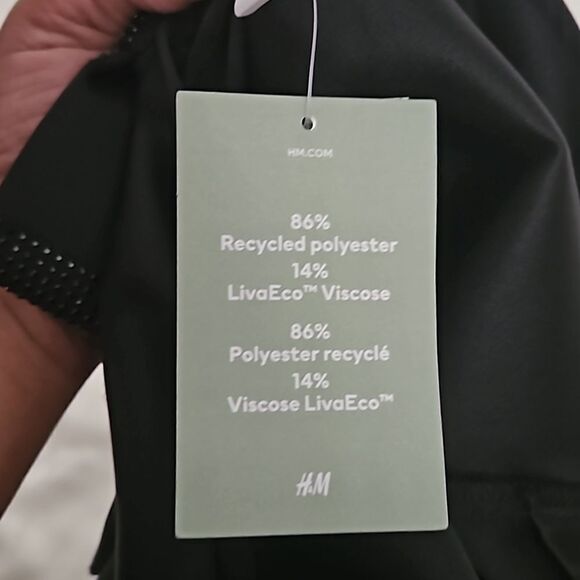 HM.COM
86%
Recycled polyester
14%
LivaEco™ Viscose
86%
Polyester recyclé
14%
Viscose LivaEco™
H&M